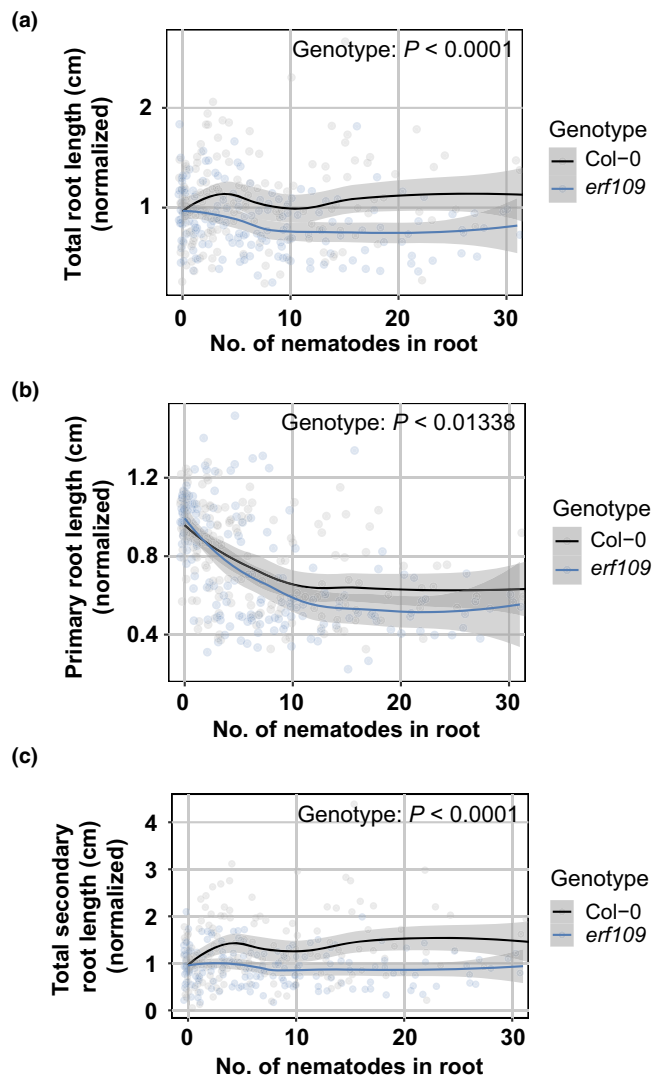 (a)
Genotype: P < 0.0001
Total root length (cm)
(normalized)
2
1
0
10
20
30
No. of nematodes in root
Genotype
Col−0
erf109
(b)
Genotype: P < 0.01338
Primary root length (cm)
(normalized)
1.2
0.8
0.4
0
10
20
30
No. of nematodes in root
Genotype
Col−0
erf109
(c)
Genotype: P < 0.0001
Total secondary
root length (cm)
(normalized)
4
3
2
1
0
0
10
20
30
No. of nematodes in root
Genotype
Col−0
erf109